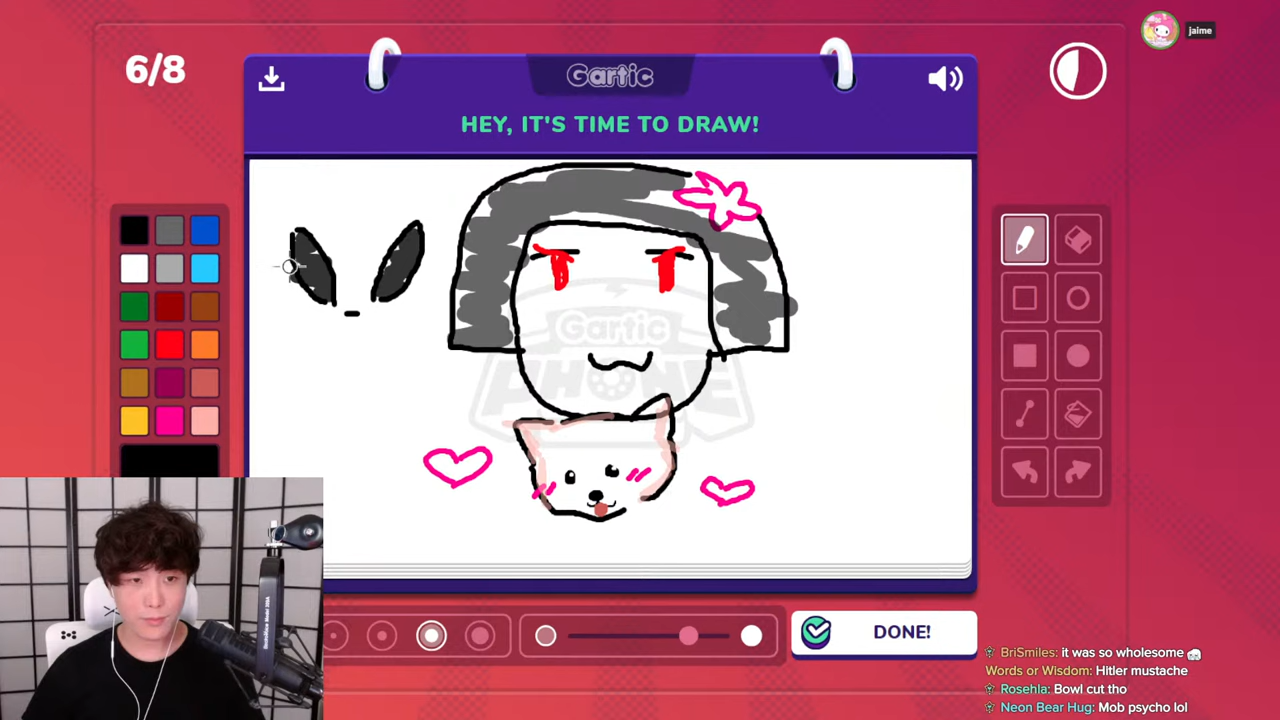 jaime
6/8
Gartic
HEY, IT'S TIME TO DRAW!
Gartic
PHONE
DONE!
BriSmiles: it was so wholesome
Words or Wisdom: Hitler mustache
Rosehla: Bowl cut tho
Neon Bear Hug: Mob psycho lol